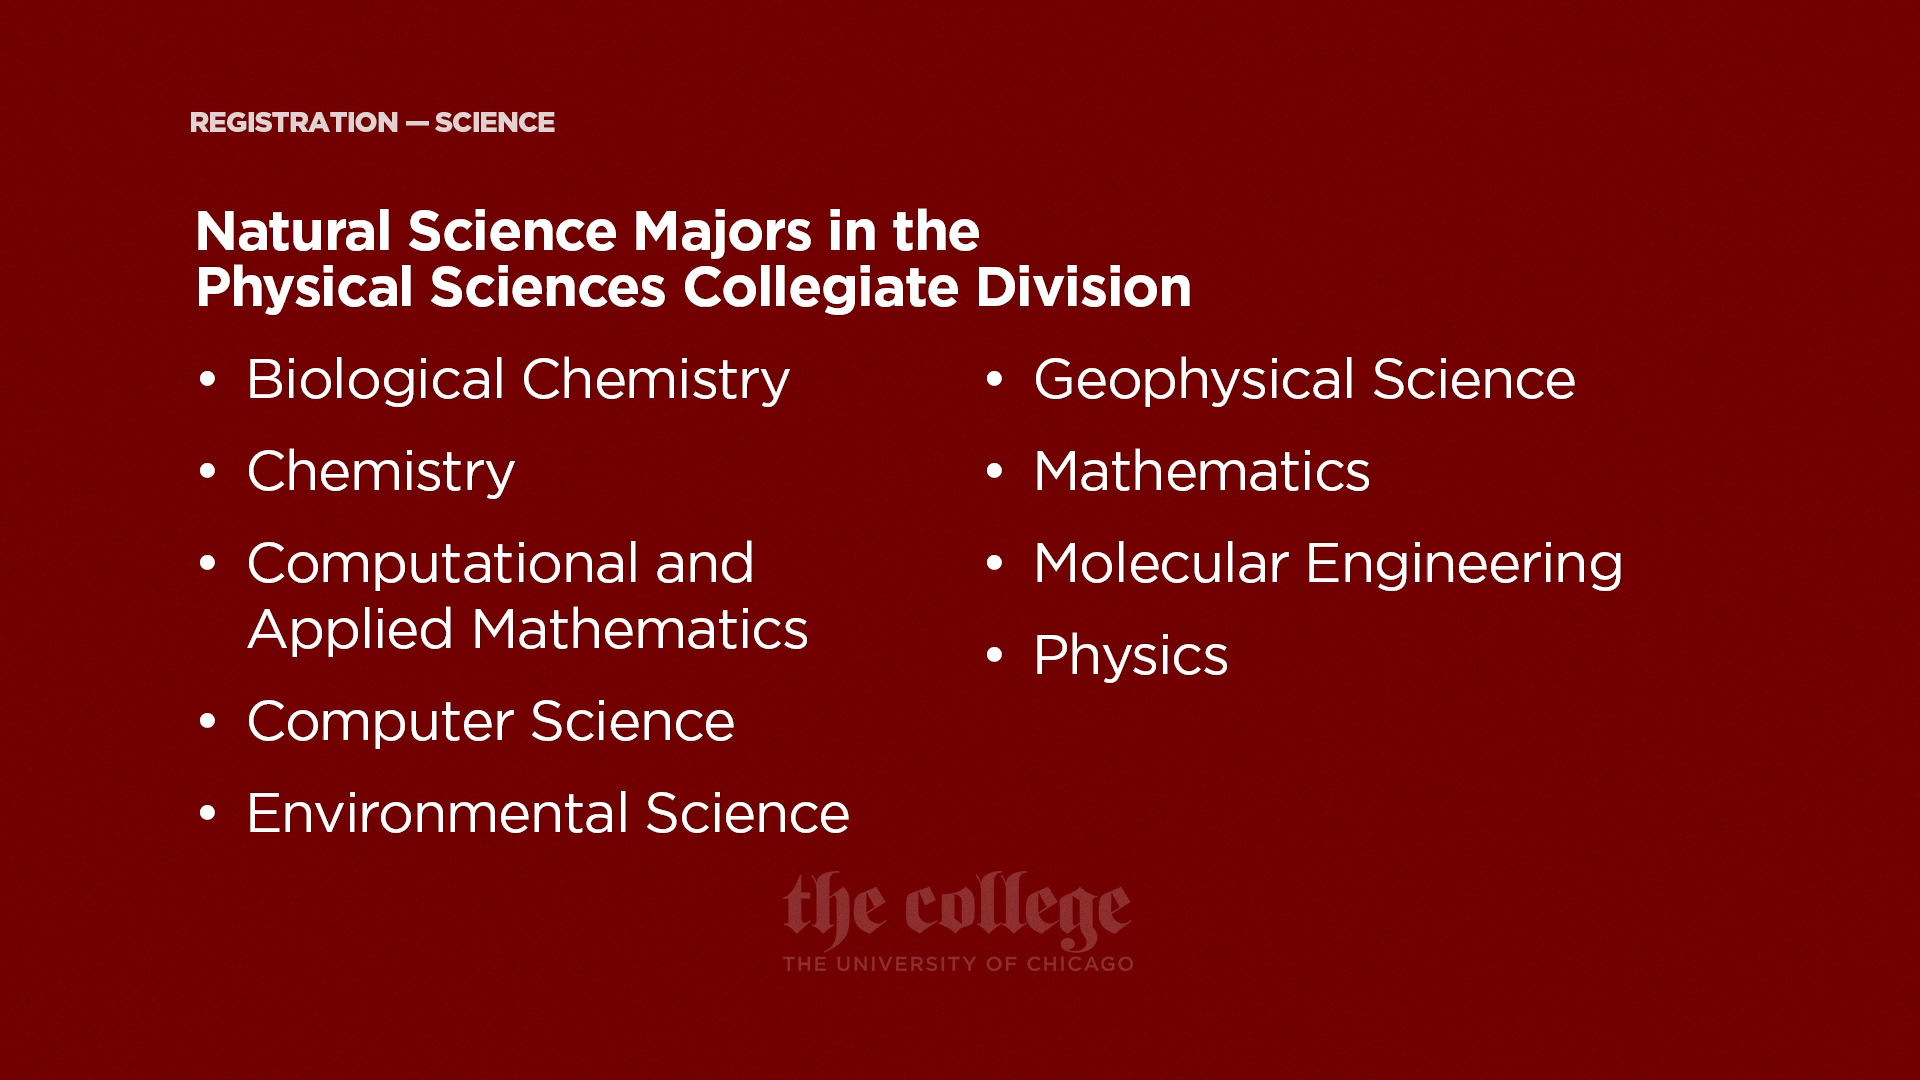 REGISTRATION — SCIENCE
Natural Science Majors in the
Physical Sciences Collegiate Division
• Biological Chemistry
• Chemistry
• Computational and
Applied Mathematics
• Computer Science
• Environmental Science
• Geophysical Science
• Mathematics
• Molecular Engineering
• Physics
the college
THE UNIVERSITY OF CHICAGO